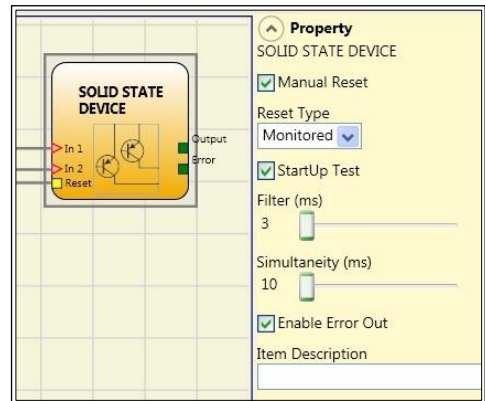 SOLID STATE
DEVICE
In 1
In 2
Reset
Output
Error
Property
SOLID STATE DEVICE
Manual Reset
Reset Type
Monitored
StartUp Test
Filter (ms)
3
Simultaneity (ms)
10
Enable Error Out
Item Description